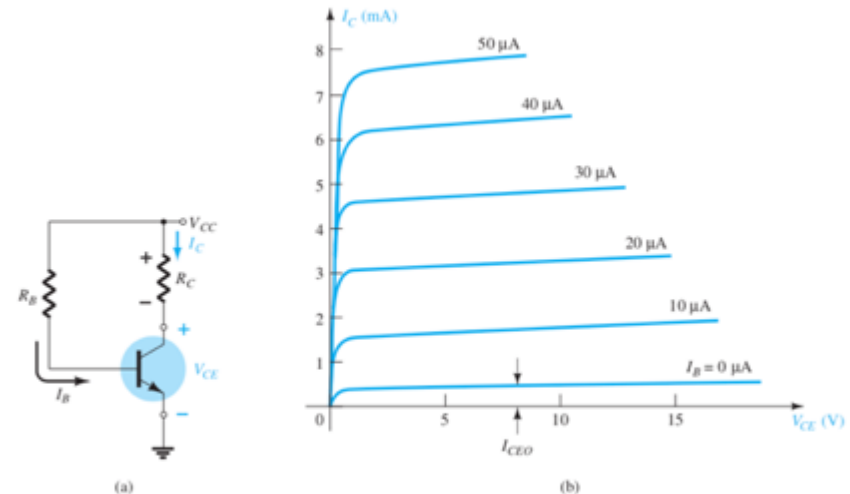 V_CC
I_C
+
R_C
−
R_B
+
V_CE
I_B
−
(a)
I_C (mA)
8
7
6
5
4
3
2
1
0
50 μA
40 μA
30 μA
20 μA
10 μA
I_B = 0 μA
5
10
15
V_CE (V)
I_CEO
(b)